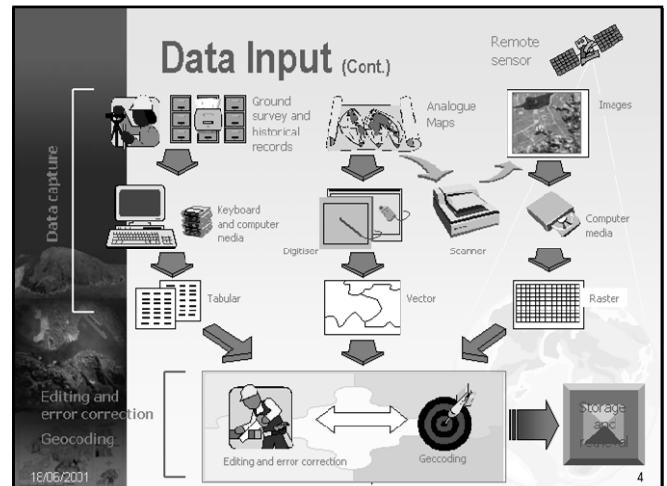 Data Input (Cont.)
Remote
sensor
Ground
survey and
historical
records
Analogue
Maps
Images
Data capture
Keyboard
and computer
media
Digitiser
Scanner
Computer
media
Tabular
Vector
Raster
Editing and
error correction
Geocoding
Editing and error correction
Geccoding
Storage
and
retrieval
18/06/2001
4